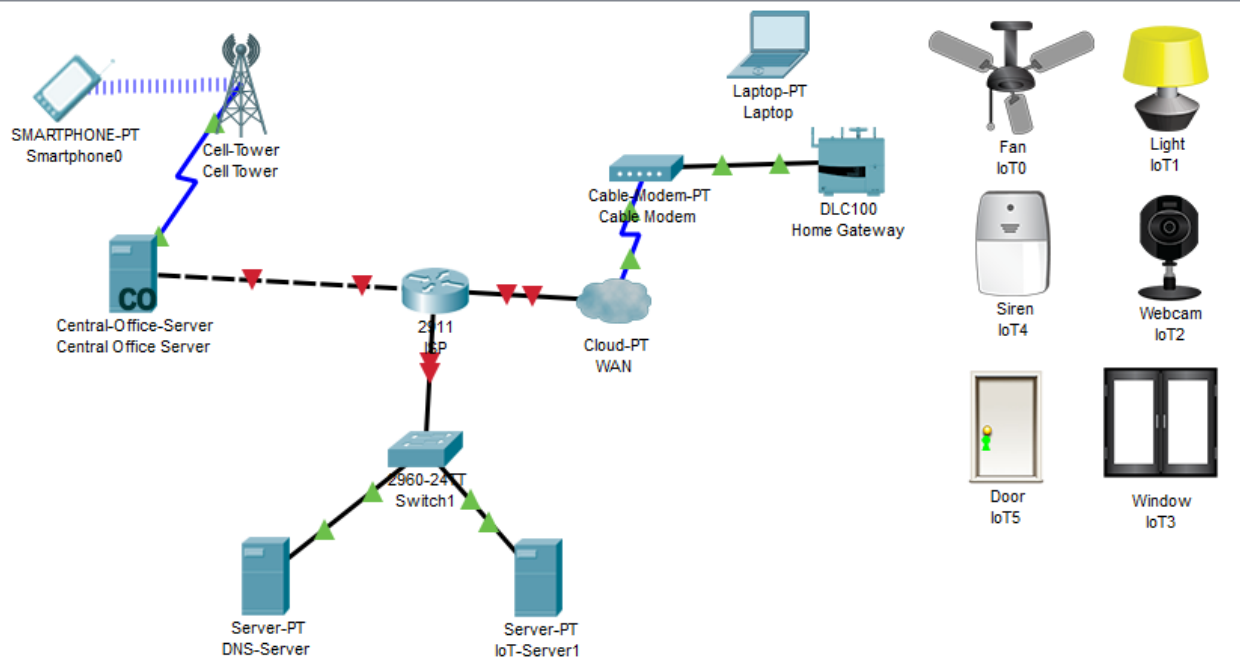 SMARTPHONE-PT
Smartphone0
Cell-Tower
Cell Tower
Laptop-PT
Laptop
Cable-Modem-PT
Cable Modem
DLC100
Home Gateway
Fan
IoT0
Light
IoT1
Siren
IoT4
Webcam
IoT2
CO
Central-Office-Server
Central Office Server
2911
ISP
Cloud-PT
WAN
2960-24TT
Switch1
Door
IoT5
Window
IoT3
Server-PT
DNS-Server
Server-PT
IoT-Server1